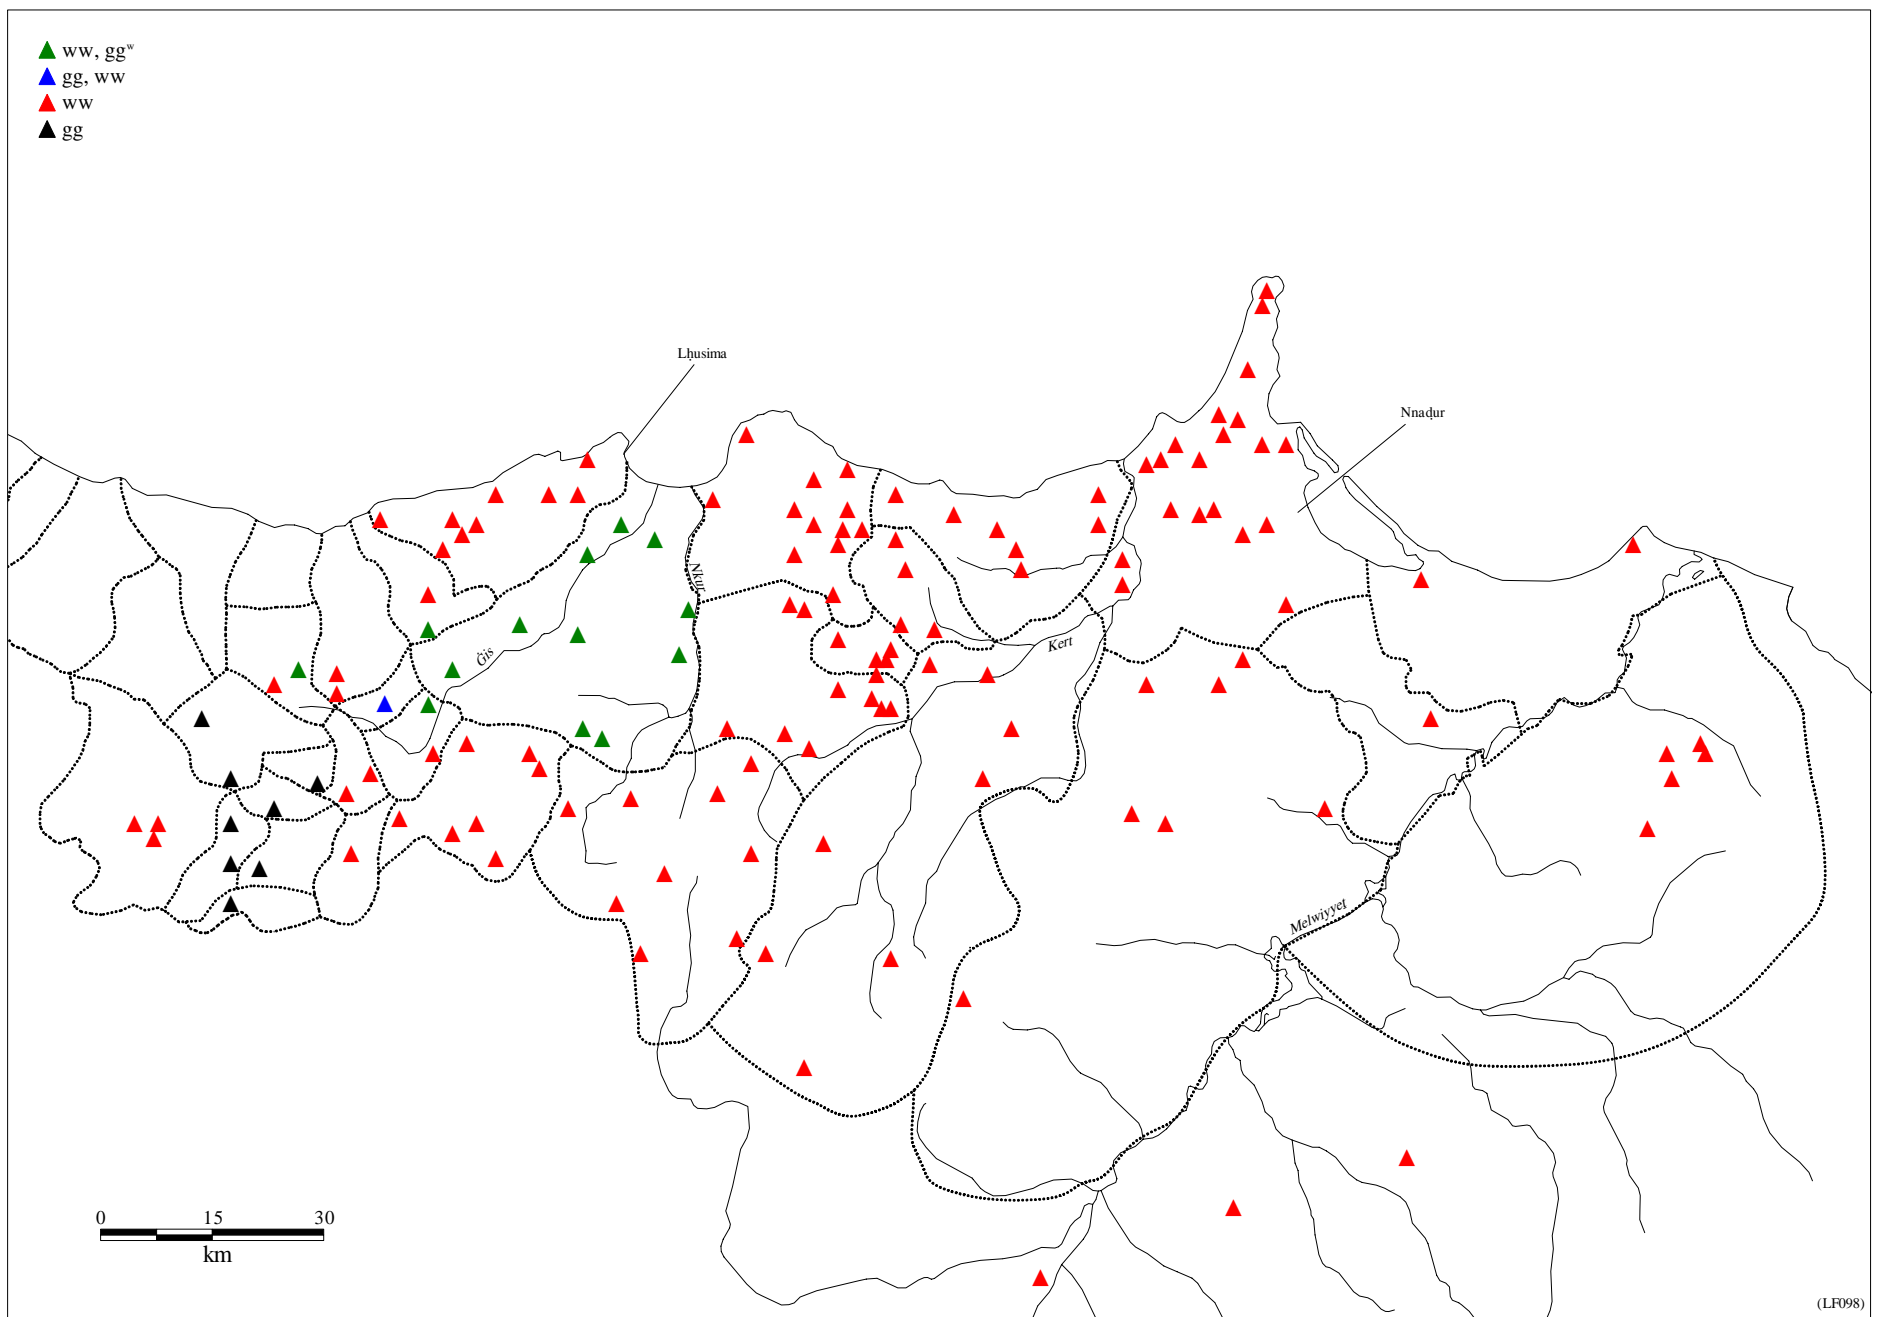 ww, ggʷ
gg, ww
ww
gg
Lḥusima
Nnaḍur
Nkur
Ġis
Kert
Melwiyyet
0 15 30
km
(LF098)